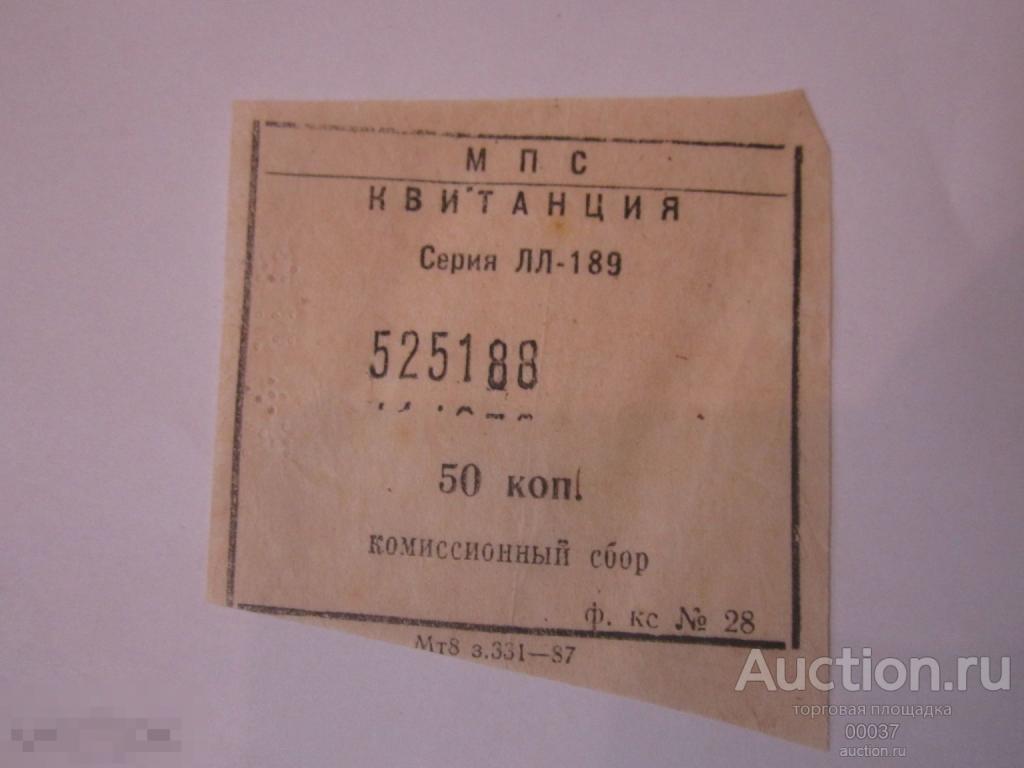 МПС
КВИТАНЦИЯ
Серия ЛЛ-189
525188
50 коп.
комиссионный сбор
ф. кс № 28
Мт8 з.331—87
Auction.ru
торговая площадка
00037
auction.ru